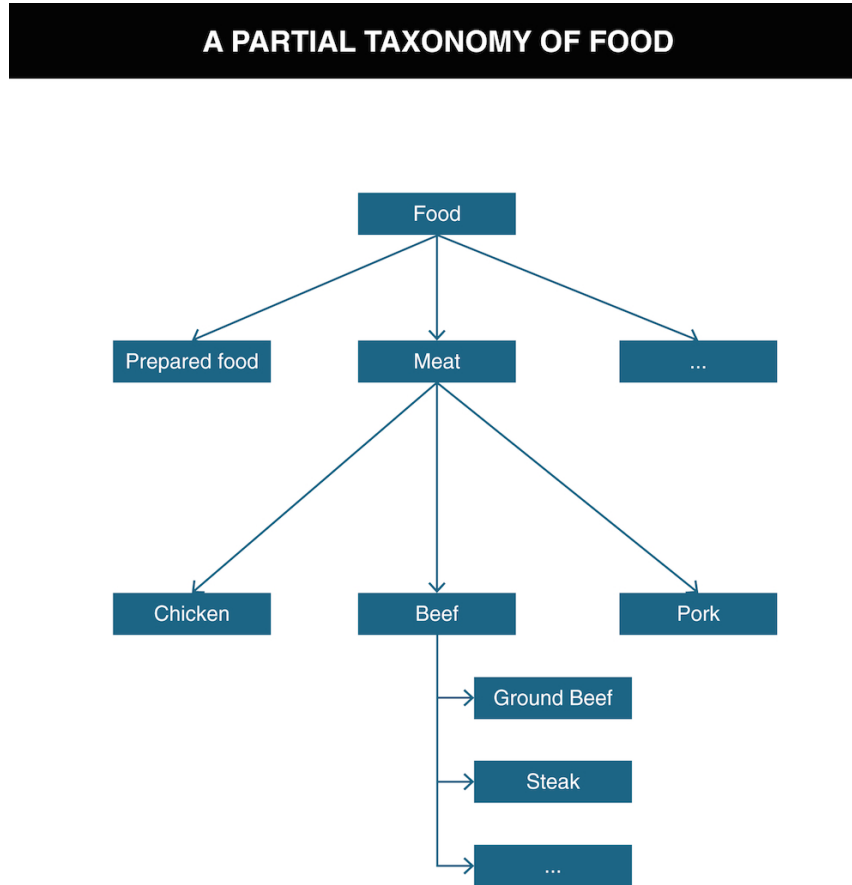 A PARTIAL TAXONOMY OF FOOD
Food
Prepared food
Meat
...
Chicken
Beef
Pork
Ground Beef
Steak
...